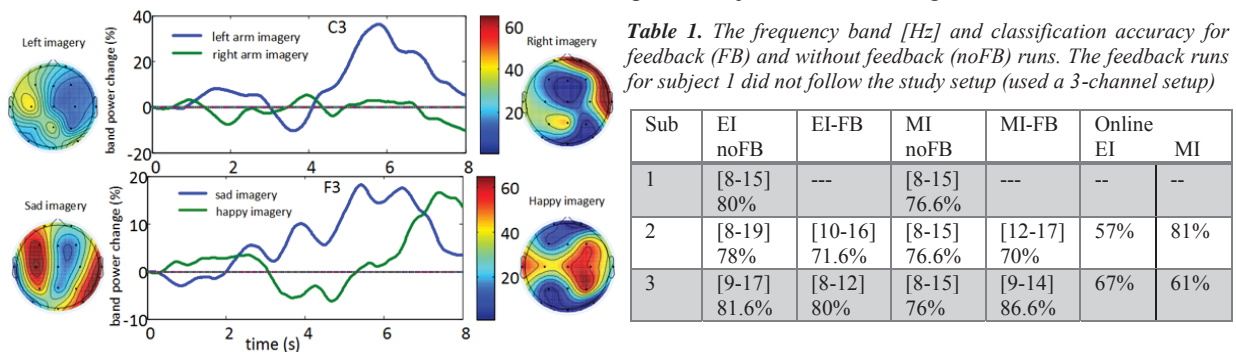 Left imagery
band power change (%)
40
20
0
-20
0
2
4
6
8
C3
left arm imagery
right arm imagery
60
40
20
Right imagery
Sad imagery
band power change (%)
20
10
0
-10
0
2
4
6
8
time (s)
F3
sad imagery
happy imagery
60
40
20
Happy imagery
Table 1. The frequency band [Hz] and classification accuracy for
feedback (FB) and without feedback (noFB) runs. The feedback runs
for subject 1 did not follow the study setup (used a 3-channel setup)
Sub EI EI-FB MI MI-FB Online
noFB noFB EI MI
1 [8-15] --- [8-15] --- -- --
80% 76.6%
2 [8-19] [10-16] [8-15] [12-17] 57% 81%
78% 71.6% 76.6% 70%
3 [9-17] [8-12] [8-15] [9-14] 67% 61%
81.6% 80% 76% 86.6%